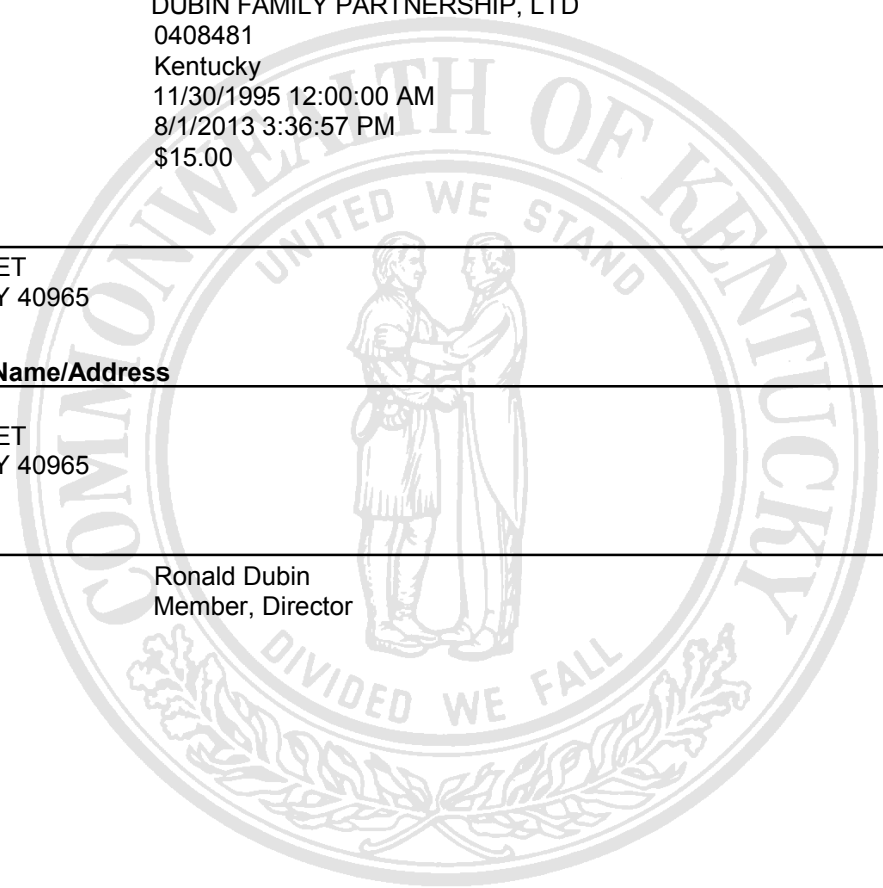 DUBIN FAMILY PARTNERSHIP, LTD
0408481
Kentucky
11/30/1995 12:00:00 AM
8/1/2013 3:36:57 PM
$15.00
COMMONWEALTH OF KENTUCKY
UNITED WE STAND
ET
Y 40965
Name/Address
ET
Y 40965
Ronald Dubin
Member, Director
DIVIDED WE FALL